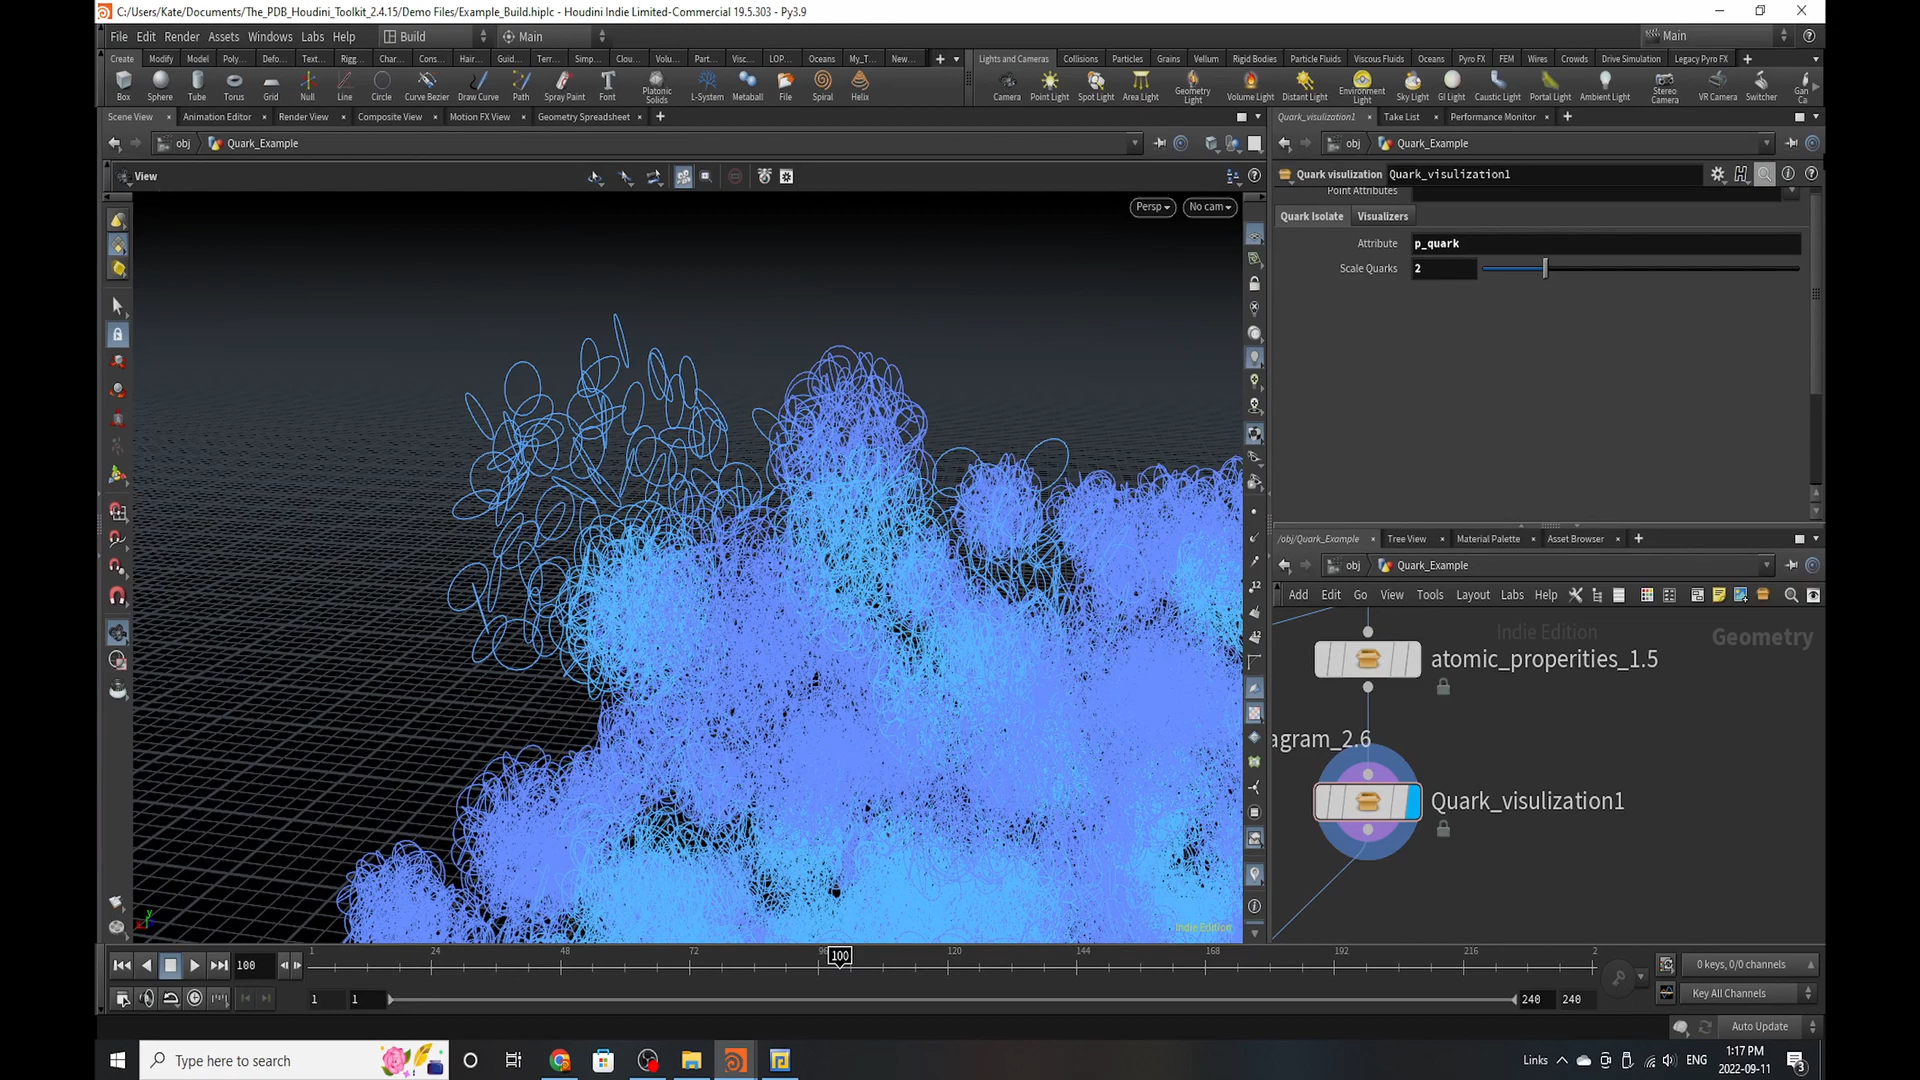 C:/Users/Kate/Documents/The_PDB_Houdini_Toolkit_2.4.15/Demo Files/Example_Build.hiplc - Houdini Indie Limited-Commercial 19.5.303 - Py3.9
File Edit Render Assets Windows Labs Help Build Main Main
Create Modify Model Poly... Defo... Text... Rigg... Char... Cons... Hair... Guid... Terr... Simp... Clou... Volu... Part... Visc... LOP... Oceans My_T... New...
Lights and Cameras Collisions Particles Grains Vellum Rigid Bodies Particle Fluids Viscous Fluids Oceans Pyro FX FEM Wires Crowds Drive Simulation Legacy Pyro FX
Box Sphere Tube Torus Grid Null Line Circle Curve Bezier Draw Curve Path Spray Paint Font Platonic Solids L-System Metaball File Spiral Helix
Camera Point Light Spot Light Area Light Geometry Light Volume Light Distant Light Environment Light Sky Light GI Light Caustic Light Portal Light Ambient Light Stereo Camera VR Camera Switcher Gan Ca
Scene View Animation Editor Render View Composite View Motion FX View Geometry Spreadsheet
Quark_visulization1 Take List Performance Monitor
obj Quark_Example
obj Quark_Example
View
Quark visulization Quark_visulization1
Point Attributes
Persp No cam
Quark Isolate Visualizers
Attribute p_quark
Scale Quarks 2
/obj/Quark_Example Tree View Material Palette Asset Browser
obj Quark_Example
Add Edit Go View Tools Layout Labs Help
Indie Edition
Geometry
atomic_properities_1.5
agram_2.6
Quark_visulization1
Indie Edition
1 24 48 72 96 120 144 168 192 216 2
100
100
0 keys, 0/0 channels
1 1 240 240
Key All Channels
Auto Update
Type here to search
Links ENG
1:17 PM
2022-09-11
3